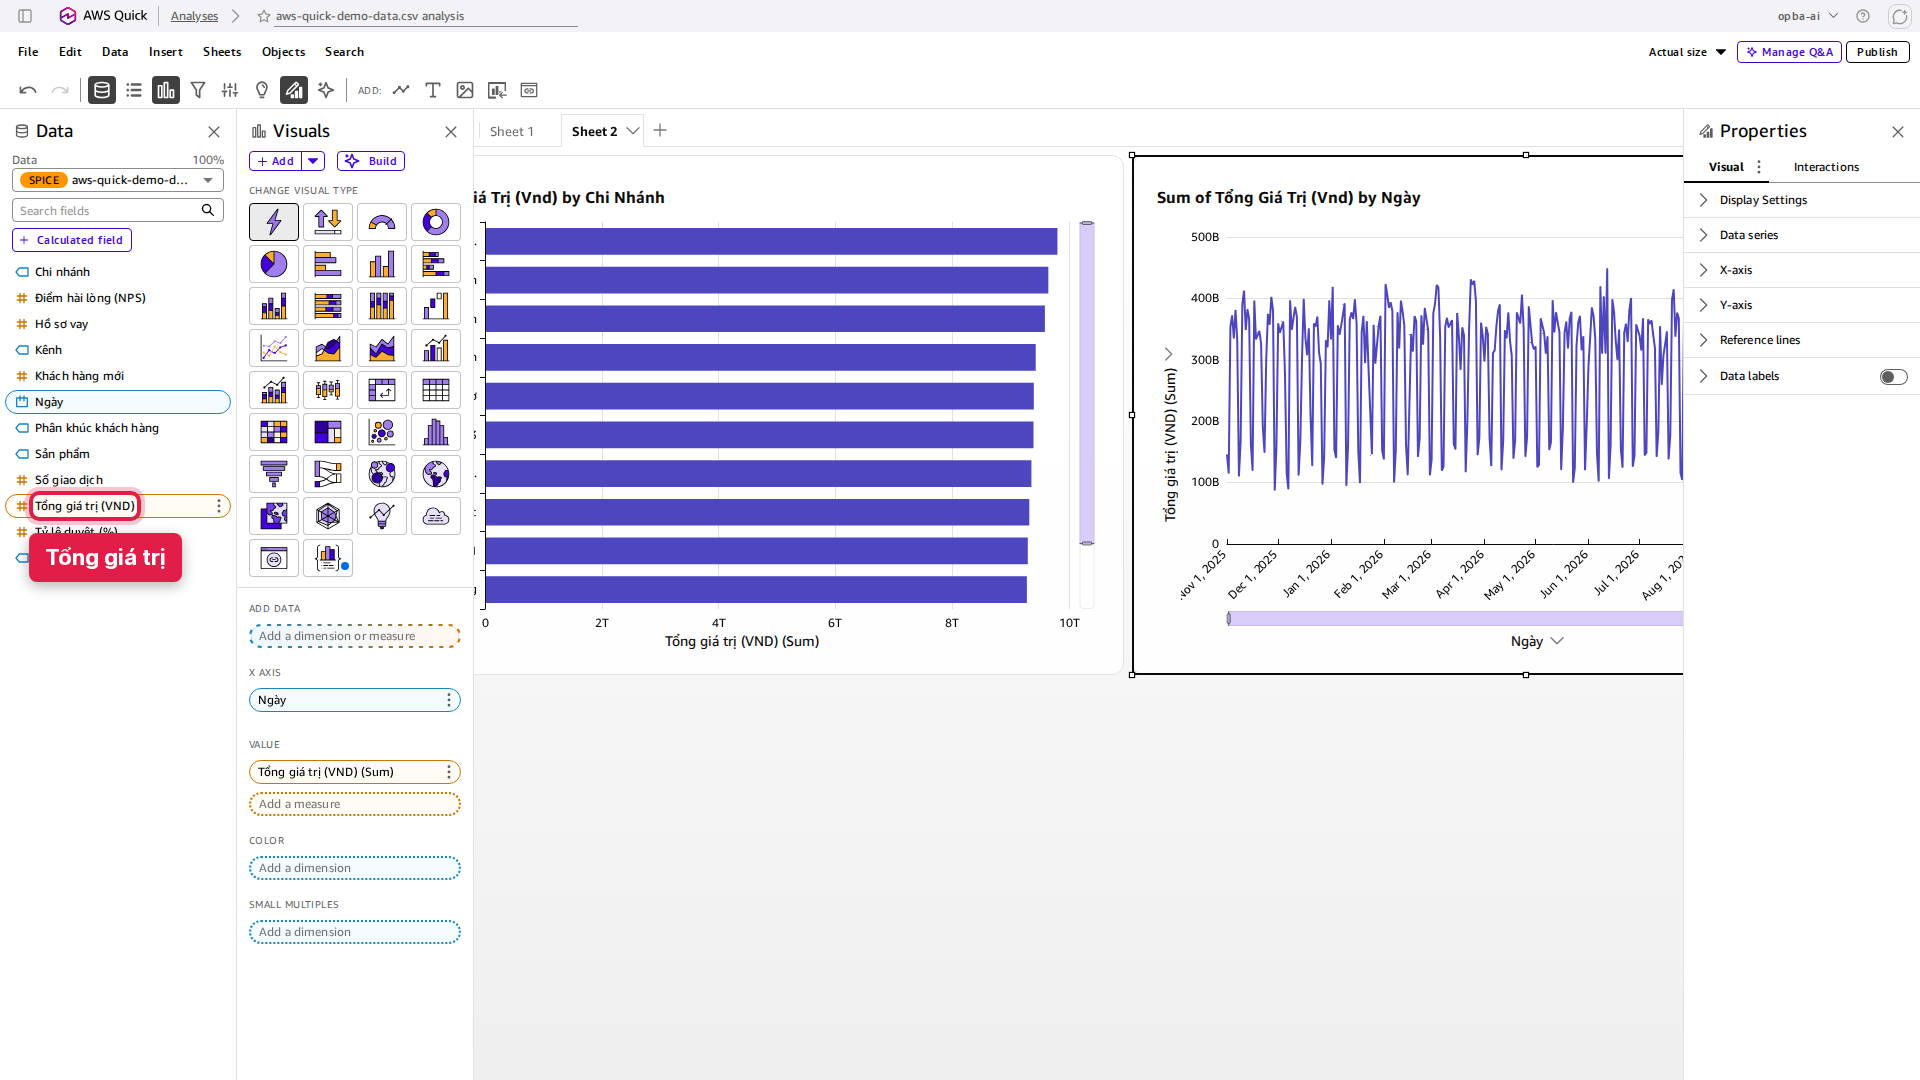 AWS Quick
Analyses
aws-quick-demo-data.csv analysis
opba-ai
File
Edit
Data
Insert
Sheets
Objects
Search
Actual size
Manage Q&A
Publish
ADD:
Data
Data
100%
SPICE
aws-quick-demo-d...
Search fields
Calculated field
Chi nhánh
Điểm hài lòng (NPS)
Hồ sơ vay
Kênh
Khách hàng mới
Ngày
Phân khúc khách hàng
Sản phẩm
Số giao dịch
Tổng giá trị (VND)
Tỷ lệ duyệt (%)
Tổng giá trị
Visuals
Add
Build
CHANGE VISUAL TYPE
ADD DATA
Add a dimension or measure
X AXIS
Ngày
VALUE
Tổng giá trị (VND) (Sum)
Add a measure
COLOR
Add a dimension
SMALL MULTIPLES
Add a dimension
Sheet 1
Sheet 2
iá Trị (Vnd) by Chi Nhánh
0
2T
4T
6T
8T
10T
Tổng giá trị (VND) (Sum)
Sum of Tổng Giá Trị (Vnd) by Ngày
500B
400B
300B
200B
100B
0
Tổng giá trị (VND) (Sum)
Nov 1, 2025
Dec 1, 2025
Jan 1, 2026
Feb 1, 2026
Mar 1, 2026
Apr 1, 2026
May 1, 2026
Jun 1, 2026
Jul 1, 2026
Aug 1, 20
Ngày
Properties
Visual
Interactions
Display Settings
Data series
X-axis
Y-axis
Reference lines
Data labels